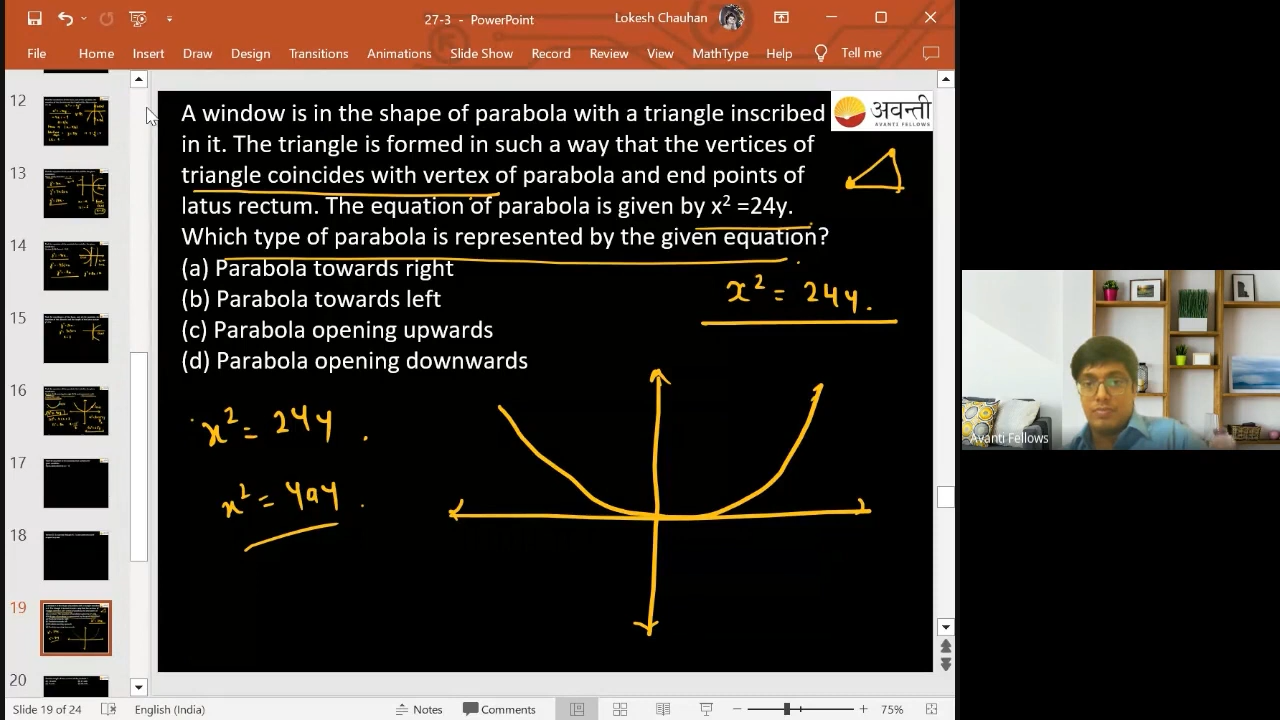 27-3 - PowerPoint
Lokesh Chauhan
File Home Insert Draw Design Transitions Animations Slide Show Record Review View MathType Help Tell me
12
13
14
15
16
17
18
19
20
A window is in the shape of parabola with a triangle inscribed
in it. The triangle is formed in such a way that the vertices of
triangle coincides with vertex of parabola and end points of
latus rectum. The equation of parabola is given by x² =24y.
Which type of parabola is represented by the given equation?
(a) Parabola towards right
(b) Parabola towards left
(c) Parabola opening upwards
(d) Parabola opening downwards
अवन्ती
AVANTI FELLOWS
x² = 24y.
x² = 24y.
x² = 4ay.
Avanti Fellows
Slide 19 of 24 English (India) Notes Comments 75%